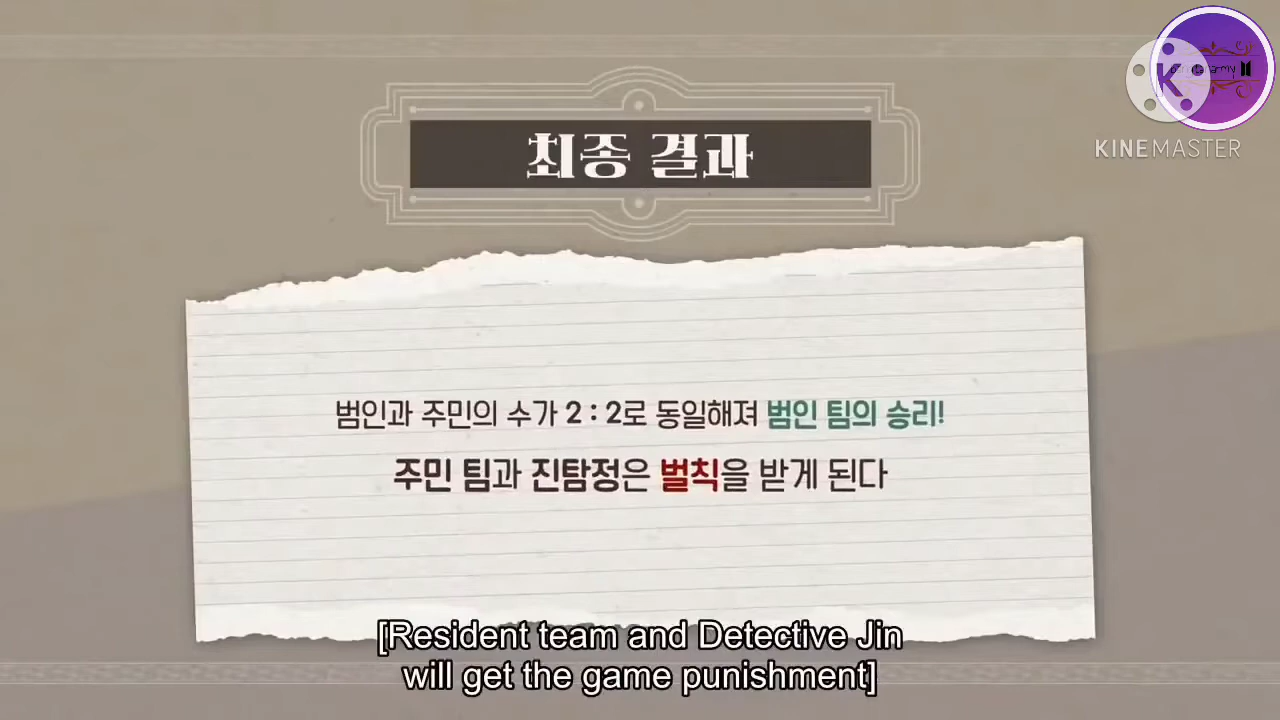 최종 결과
KINEMASTER
범인과 주민의 수가 2 : 2로 동일해져 범인 팀의 승리!
주민 팀과 진탐정은 벌칙을 받게 된다
[Resident team and Detective Jin
will get the game punishment]